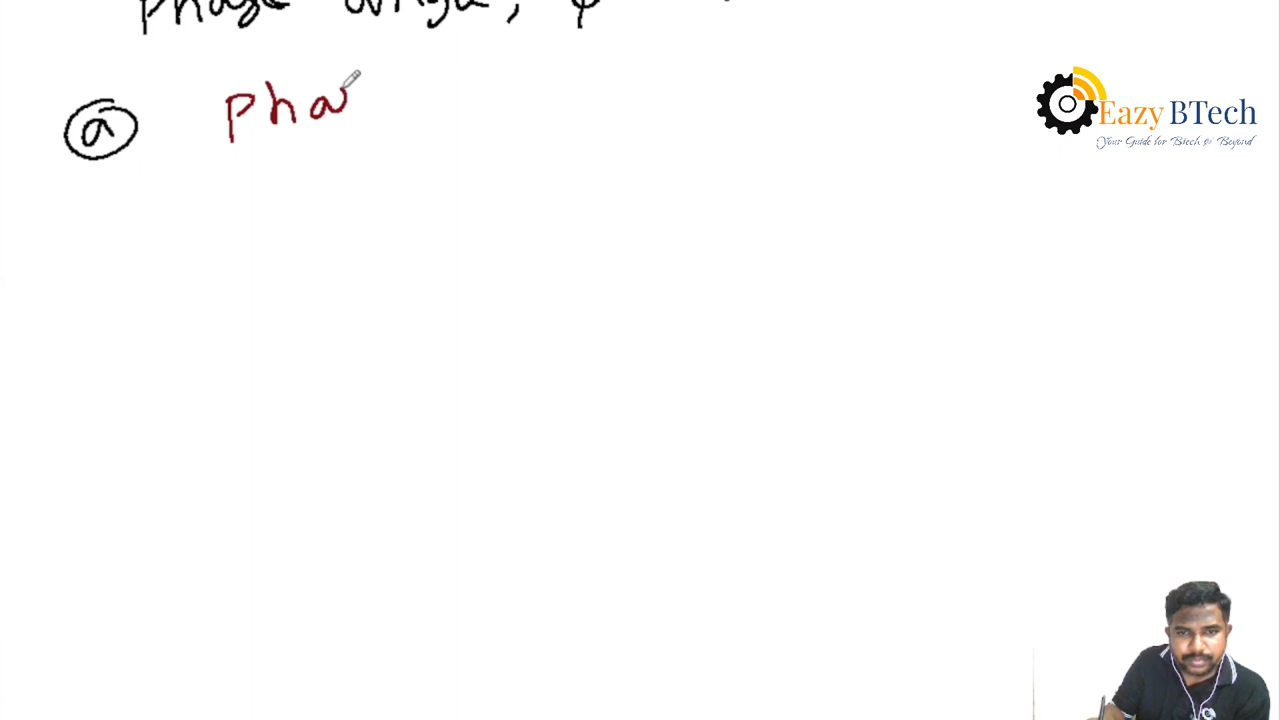 Phase angle, φ
ⓐ Pha
Eazy BTech
Your Guide for Btech & Beyond